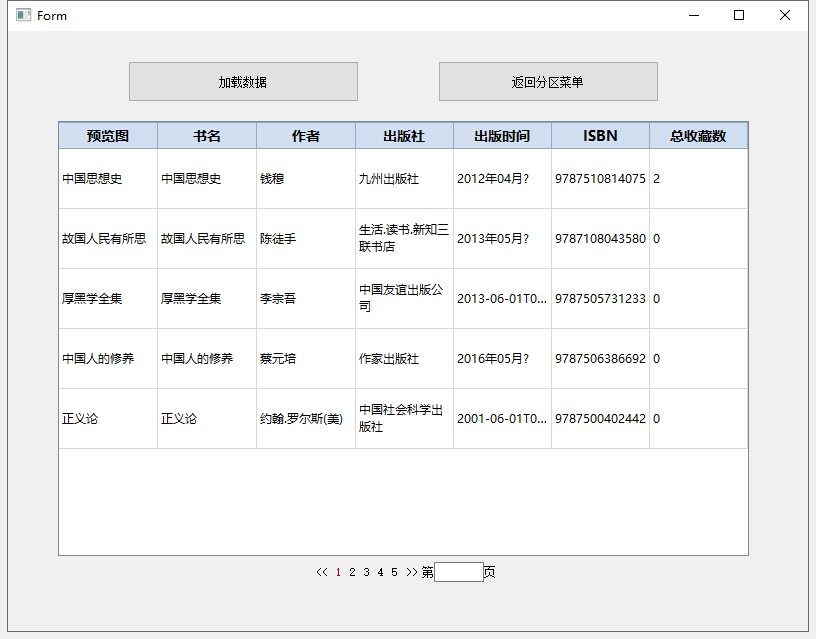 Form
加载数据 返回分区菜单
预览图 书名 作者 出版社 出版时间 ISBN 总收藏数
中国思想史 中国思想史 钱穆 九州出版社 2012年04月? 9787510814075 2
故国人民有所思 故国人民有所思 陈徒手 生活.读书.新知三
联书店 2013年05月? 9787108043580 0
厚黑学全集 厚黑学全集 李宗吾 中国友谊出版公
司 2013-06-01T0... 9787505731233 0
中国人的修养 中国人的修养 蔡元培 作家出版社 2016年05月? 9787506386692 0
正义论 正义论 约翰.罗尔斯(美) 中国社会科学出
版社 2001-06-01T0... 9787500402442 0
<< 1 2 3 4 5 >> 第 页